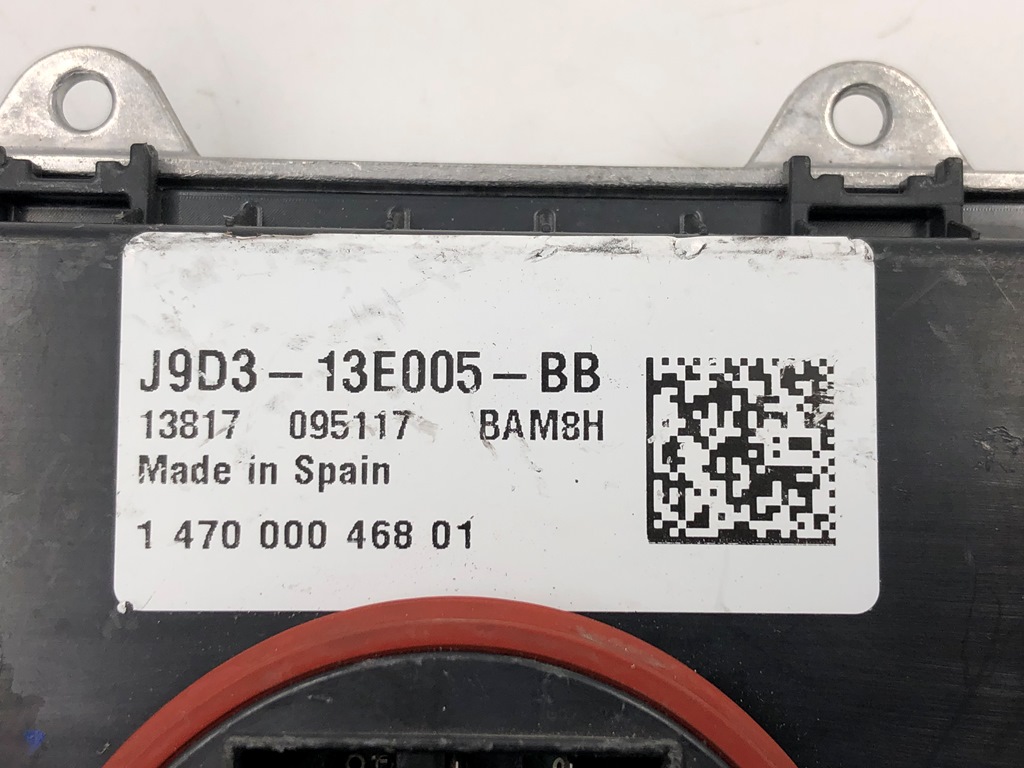 J9D3-13E005-BB
13817 095117 BAM8H
Made in Spain
1 470 000 468 01